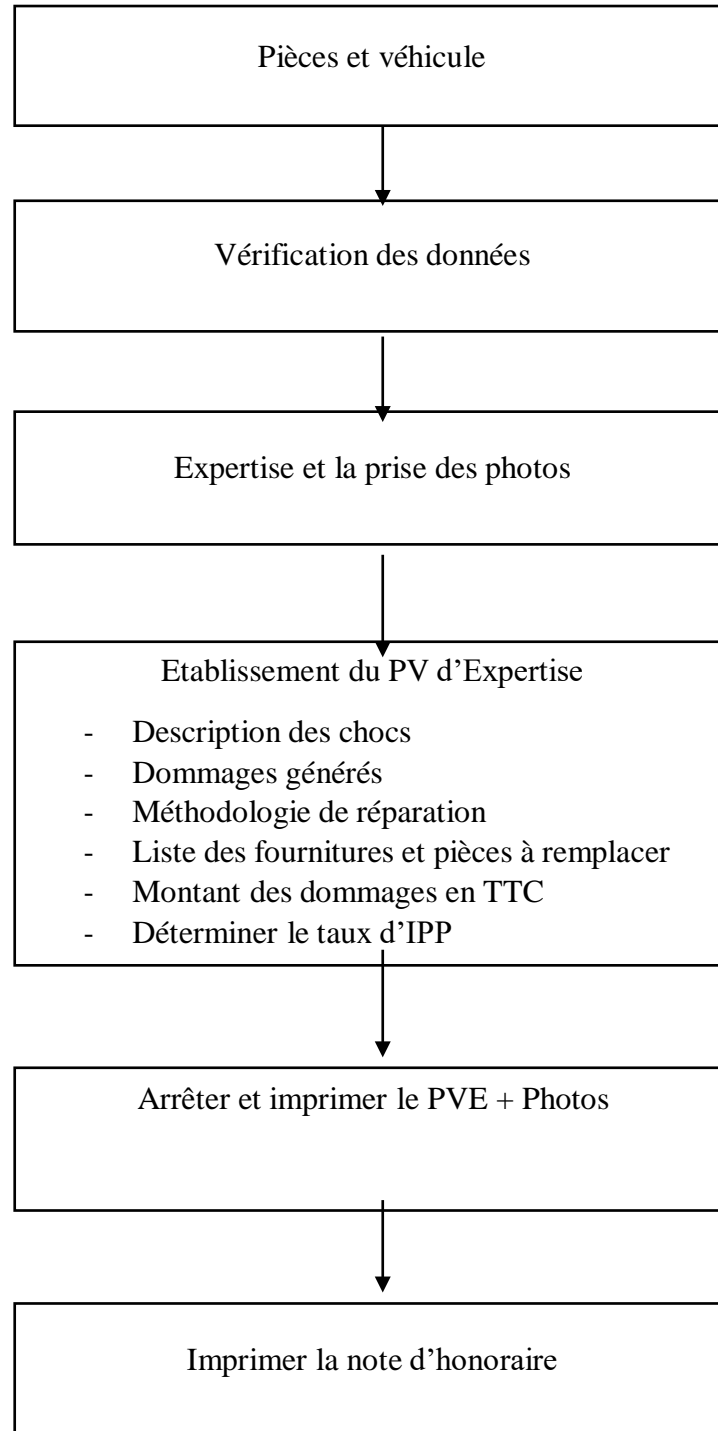 Pièces et véhicule
Vérification des données
Expertise et la prise des photos
Etablissement du PV d’Expertise
- Description des chocs
- Dommages générés
- Méthodologie de réparation
- Liste des fournitures et pièces à remplacer
- Montant des dommages en TTC
- Déterminer le taux d’IPP
Arrêter et imprimer le PVE + Photos
Imprimer la note d’honoraire